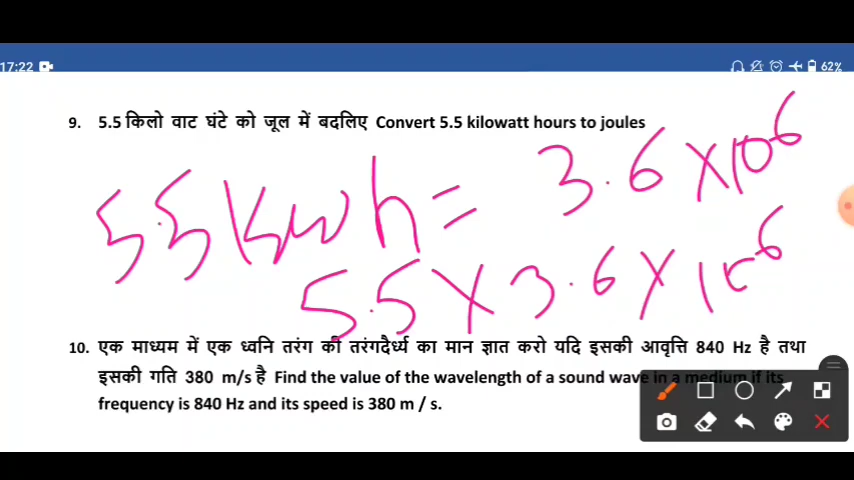 17:22
62%
9. 5.5 किलो वाट घंटे को जूल में बदलिए Convert 5.5 kilowatt hours to joules
3.6 X 10⁶
5.5 Kw h =
5.5 X 3.6 X 10⁶
10. एक माध्यम में एक ध्वनि तरंग की तरंगदैर्ध्य का मान ज्ञात करो यदि इसकी आवृत्ति 840 Hz है तथा
इसकी गति 380 m/s है Find the value of the wavelength of a sound wave in a medium if its
frequency is 840 Hz and its speed is 380 m / s.